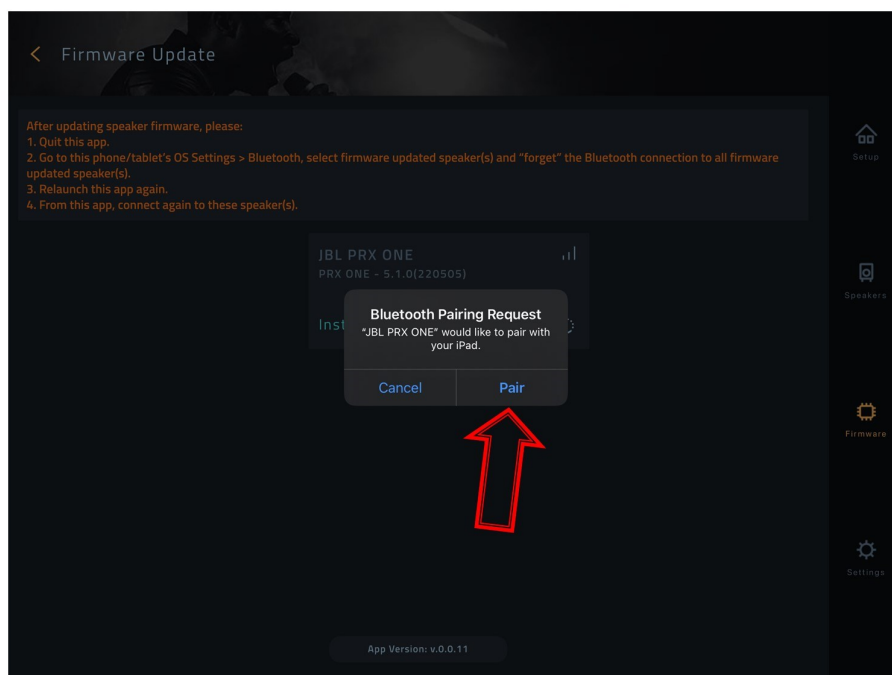 Firmware Update
After updating speaker firmware, please:
1. Quit this app.
2. Go to this phone/tablet's OS Settings > Bluetooth, select firmware updated speaker(s) and "forget" the Bluetooth connection to all firmware
updated speaker(s).
3. Relaunch this app again.
4. From this app, connect again to these speaker(s).
Setup
JBL PRX ONE
PRX ONE - 5.1.0(220505)
Speakers
Inst
Bluetooth Pairing Request
"JBL PRX ONE" would like to pair with
your iPad.
Cancel Pair
Firmware
Settings
App Version: v.0.0.11